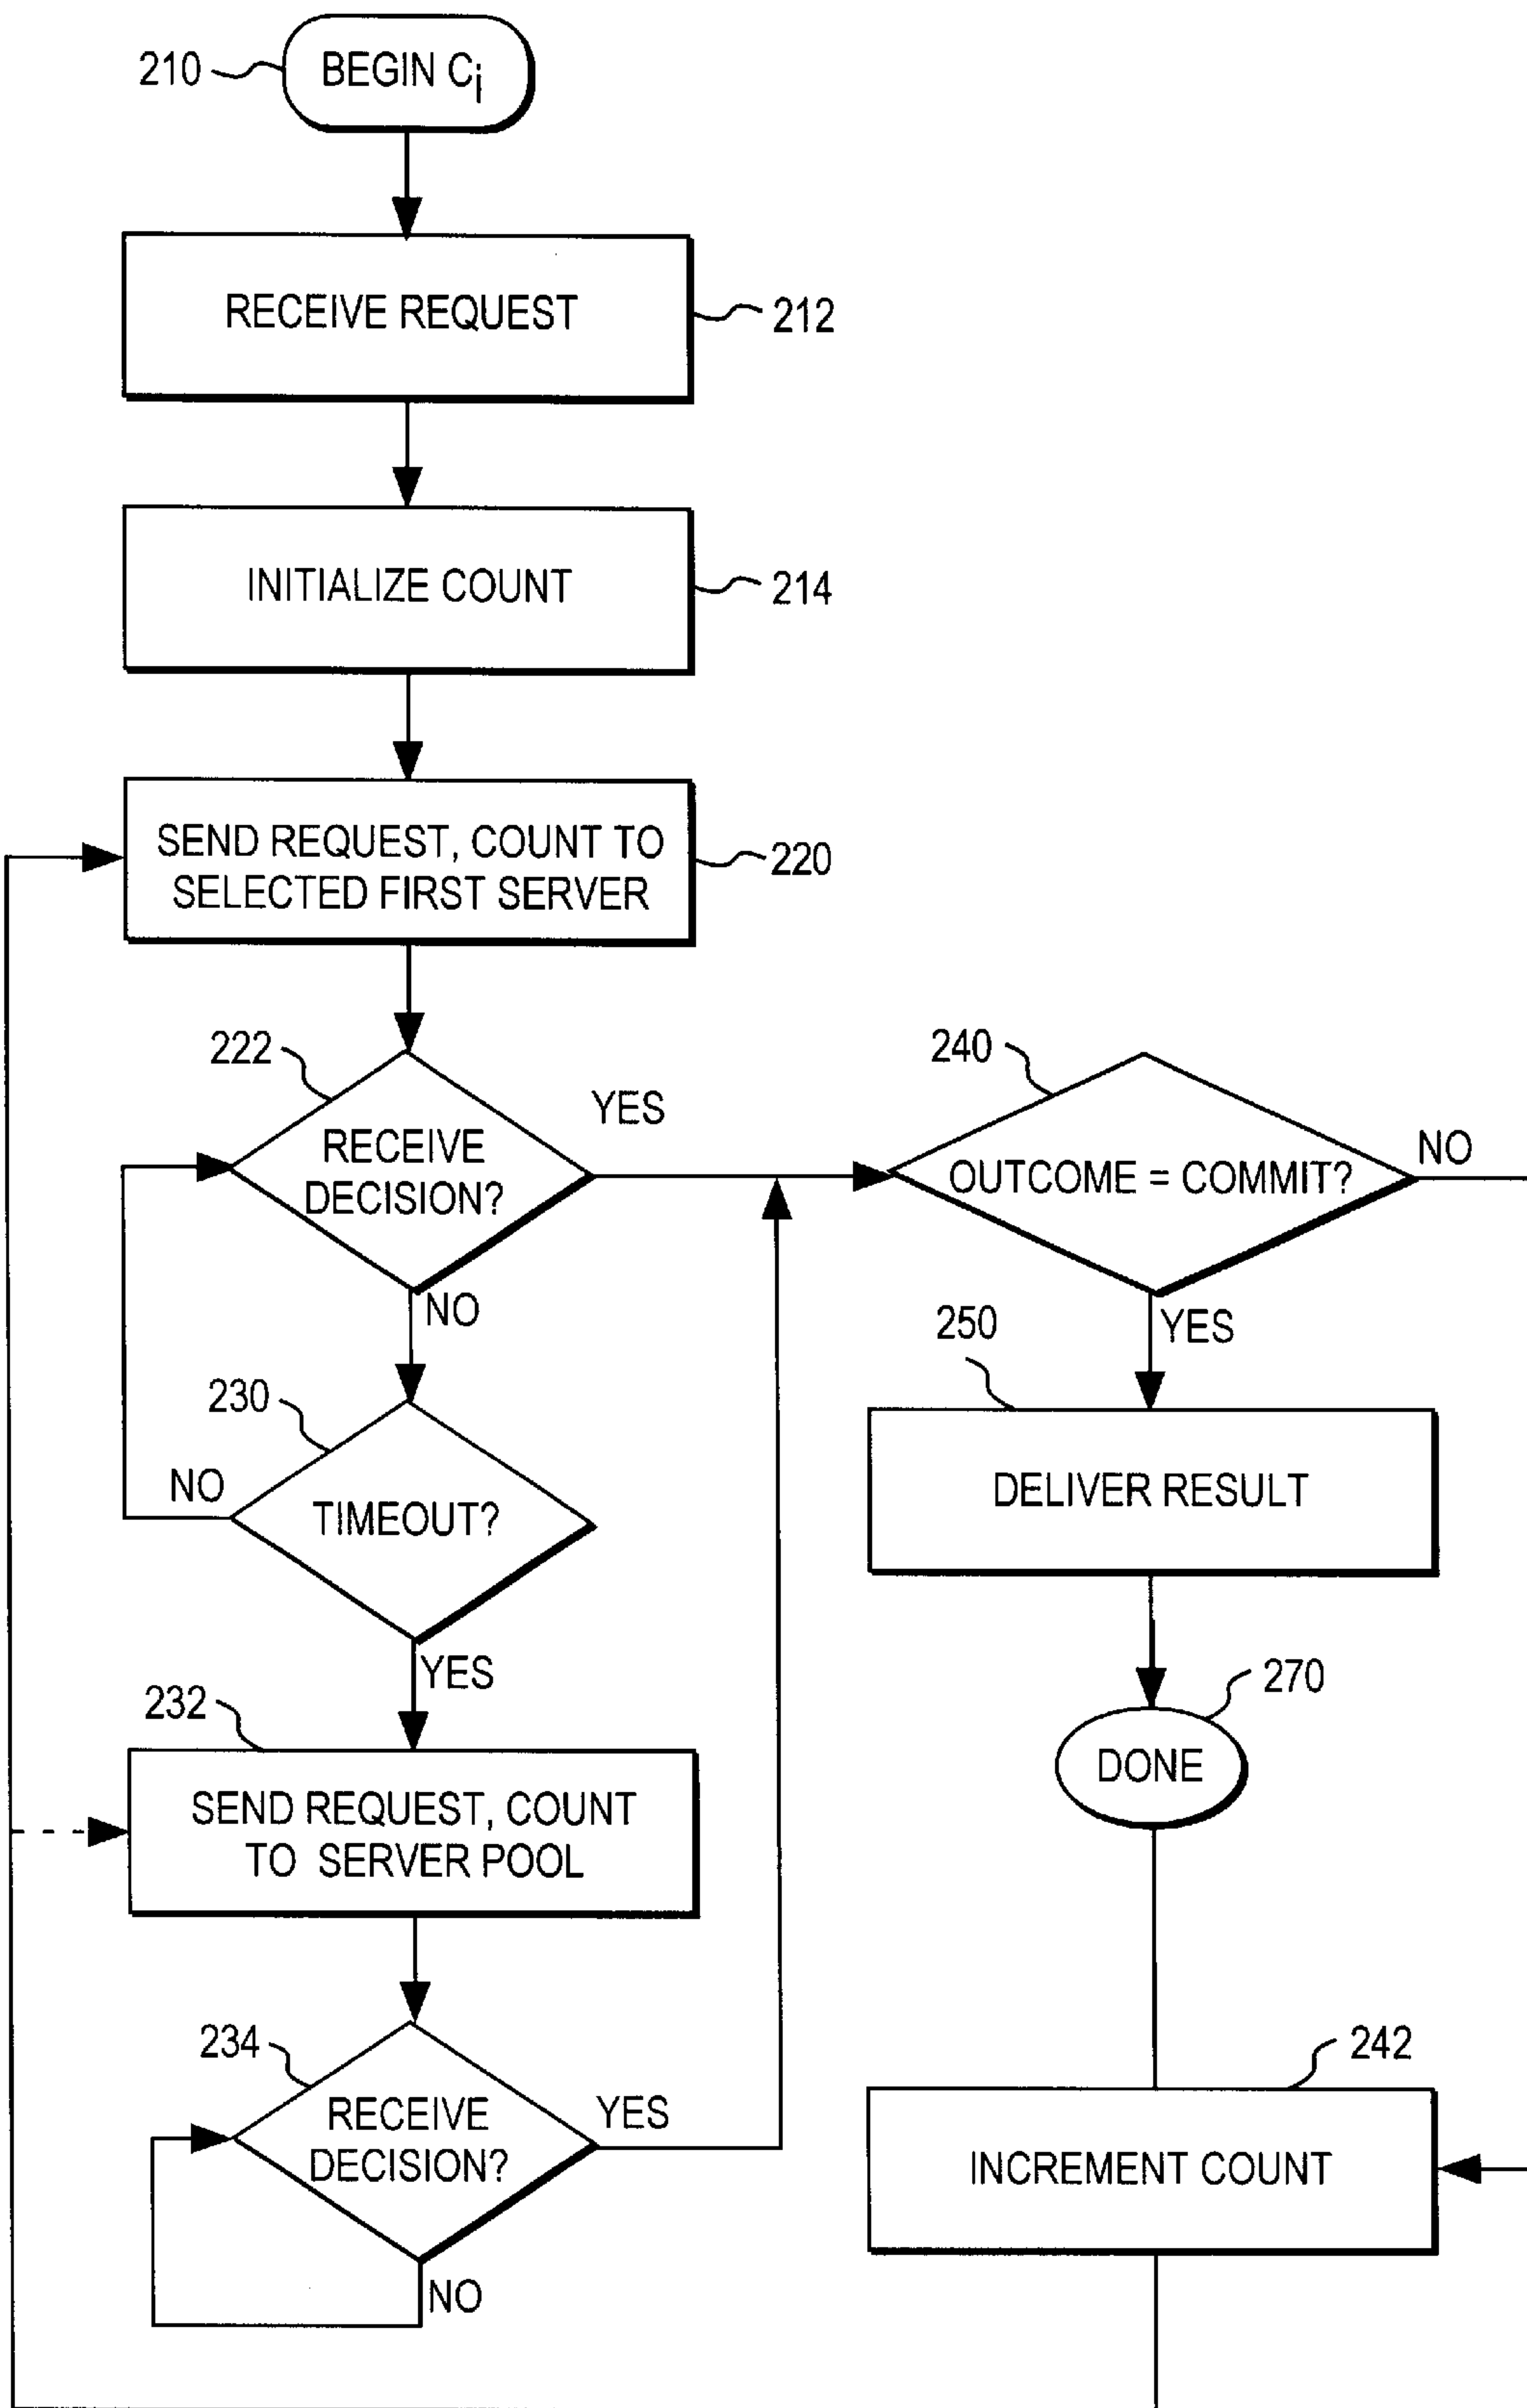 210
BEGIN Ci
RECEIVE REQUEST
212
INITIALIZE COUNT
214
SEND REQUEST, COUNT TO
SELECTED FIRST SERVER
220
222
RECEIVE
DECISION?
YES
NO
240
OUTCOME = COMMIT?
NO
YES
230
TIMEOUT?
NO
YES
250
DELIVER RESULT
270
DONE
232
SEND REQUEST, COUNT
TO SERVER POOL
234
RECEIVE
DECISION?
YES
NO
242
INCREMENT COUNT